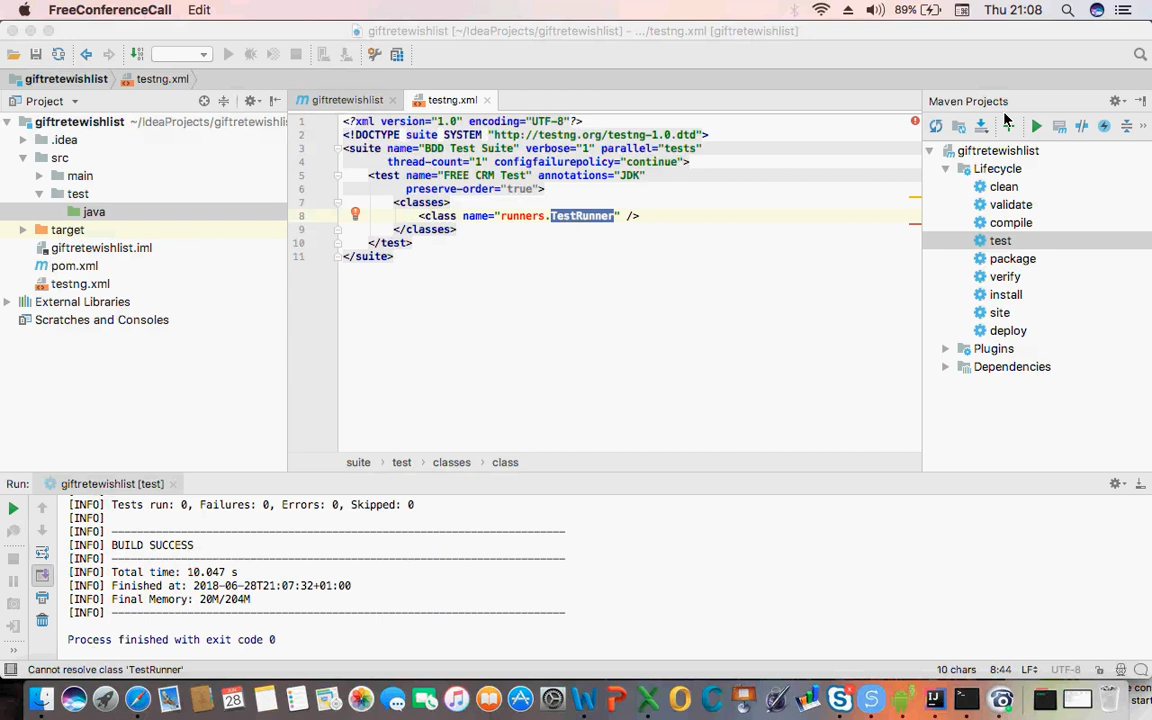 FreeConferenceCall Edit 89% Thu 21:08
giftretewishlist [~/IdeaProjects/giftretewishlist] – .../testng.xml [giftretewishlist]
giftretewishlist testng.xml
Project
giftretewishlist testng.xml
Maven Projects
giftretewishlist ~/IdeaProjects/giftretewishli
.idea
src
main
test
java
target
giftretewishlist.iml
pom.xml
testng.xml
External Libraries
Scratches and Consoles
1 <?xml version="1.0" encoding="UTF-8"?>
2 <!DOCTYPE suite SYSTEM "http://testng.org/testng-1.0.dtd">
3 <suite name="BDD Test Suite" verbose="1" parallel="tests"
4 thread-count="1" configfailurepolicy="continue">
5 <test name="FREE CRM Test" annotations="JDK"
6 preserve-order="true">
7 <classes>
8 <class name="runners.TestRunner" />
9 </classes>
10 </test>
11 </suite>
suite test classes class
giftretewishlist
Lifecycle
clean
validate
compile
test
package
verify
install
site
deploy
Plugins
Dependencies
Run: giftretewishlist [test]
[INFO] Tests run: 0, Failures: 0, Errors: 0, Skipped: 0
[INFO]
[INFO] ------------------------------------------------------------------------
[INFO] BUILD SUCCESS
[INFO] ------------------------------------------------------------------------
[INFO] Total time: 10.047 s
[INFO] Finished at: 2018-06-28T21:07:32+01:00
[INFO] Final Memory: 20M/204M
[INFO] ------------------------------------------------------------------------
Process finished with exit code 0
Cannot resolve class 'TestRunner' 10 chars 8:44 LF UTF-8